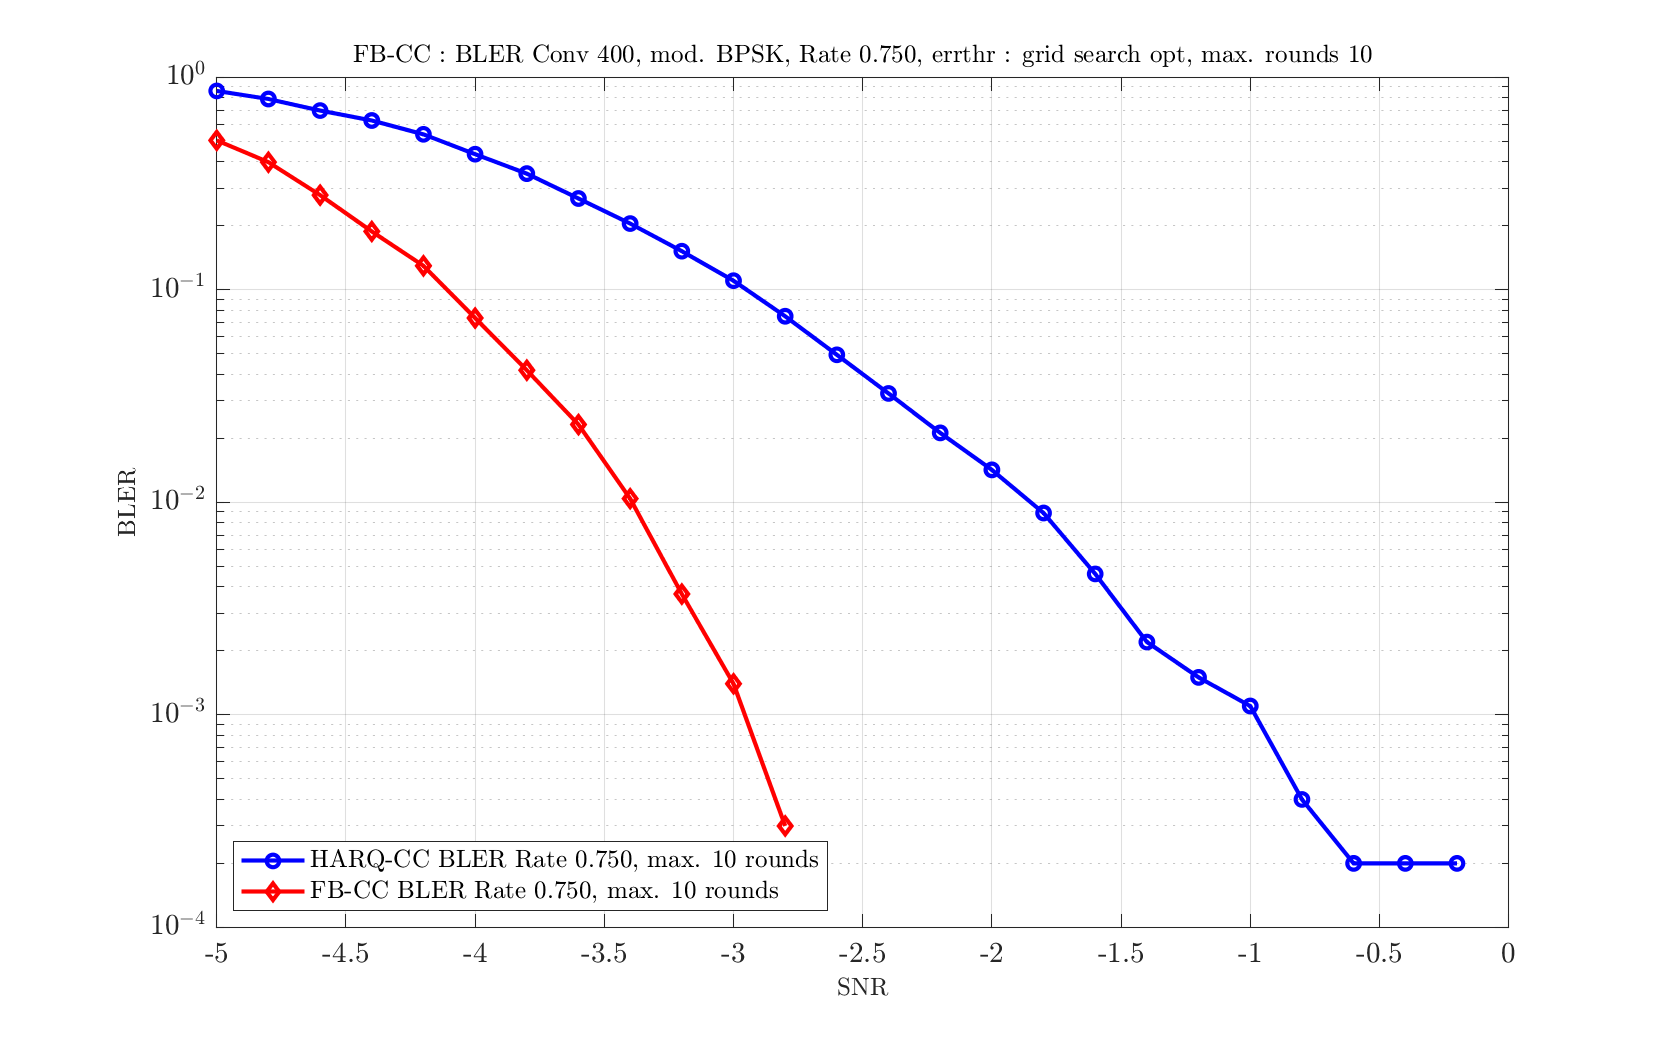 FB-CC : BLER Conv 400, mod. BPSK, Rate 0.750, errthr : grid search opt, max. rounds 10
10^0
10^{-1}
10^{-2}
10^{-3}
10^{-4}
BLER
HARQ-CC BLER Rate 0.750, max. 10 rounds
FB-CC BLER Rate 0.750, max. 10 rounds
-5 -4.5 -4 -3.5 -3 -2.5 -2 -1.5 -1 -0.5 0
SNR